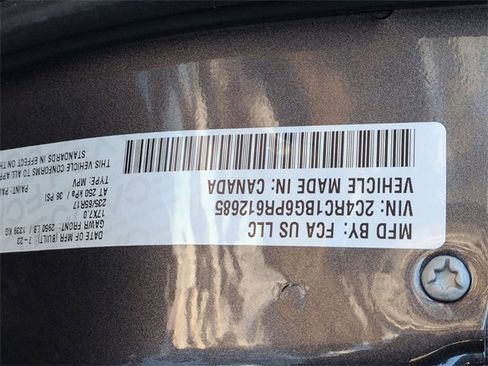 MFD BY: FCA US LLC
DATE OF MFR (BUILT): 7-23
GAWR FRONT: 2950 LB / 1339 KG
17X7.0
235/65R17
AT 250 kPa / 36 PSI
VIN: 2C4RC1BG6PR612685
TYPE: MPV
VEHICLE MADE IN: CANADA
PAINT:
THIS VEHICLE CONFORMS TO ALL
STANDARDS IN EFFECT ON